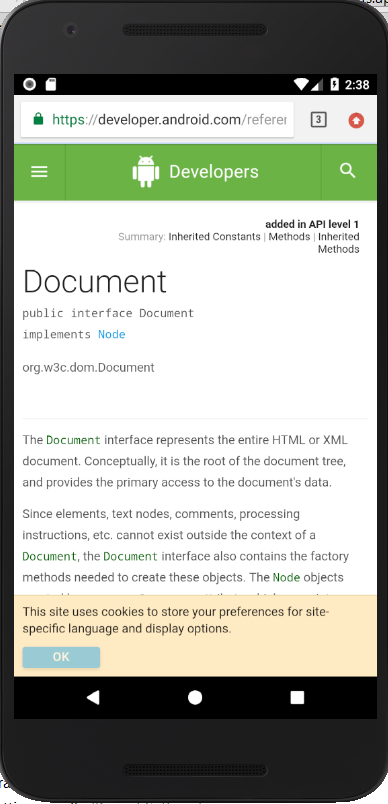 2:38
https://developer.android.com/referer
3
Developers
added in API level 1
Summary: Inherited Constants | Methods | Inherited
Methods
Document
public interface Document
implements Node
org.w3c.dom.Document
The Document interface represents the entire HTML or XML
document. Conceptually, it is the root of the document tree,
and provides the primary access to the document's data.
Since elements, text nodes, comments, processing
instructions, etc. cannot exist outside the context of a
Document, the Document interface also contains the factory
methods needed to create these objects. The Node objects
This site uses cookies to store your preferences for site-
specific language and display options.
OK